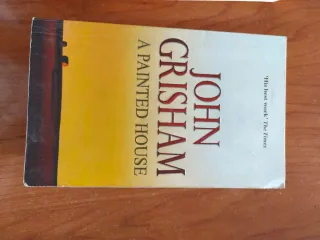 'His best work' The Times
JOHN
GRISHAM
A PAINTED HOUSE